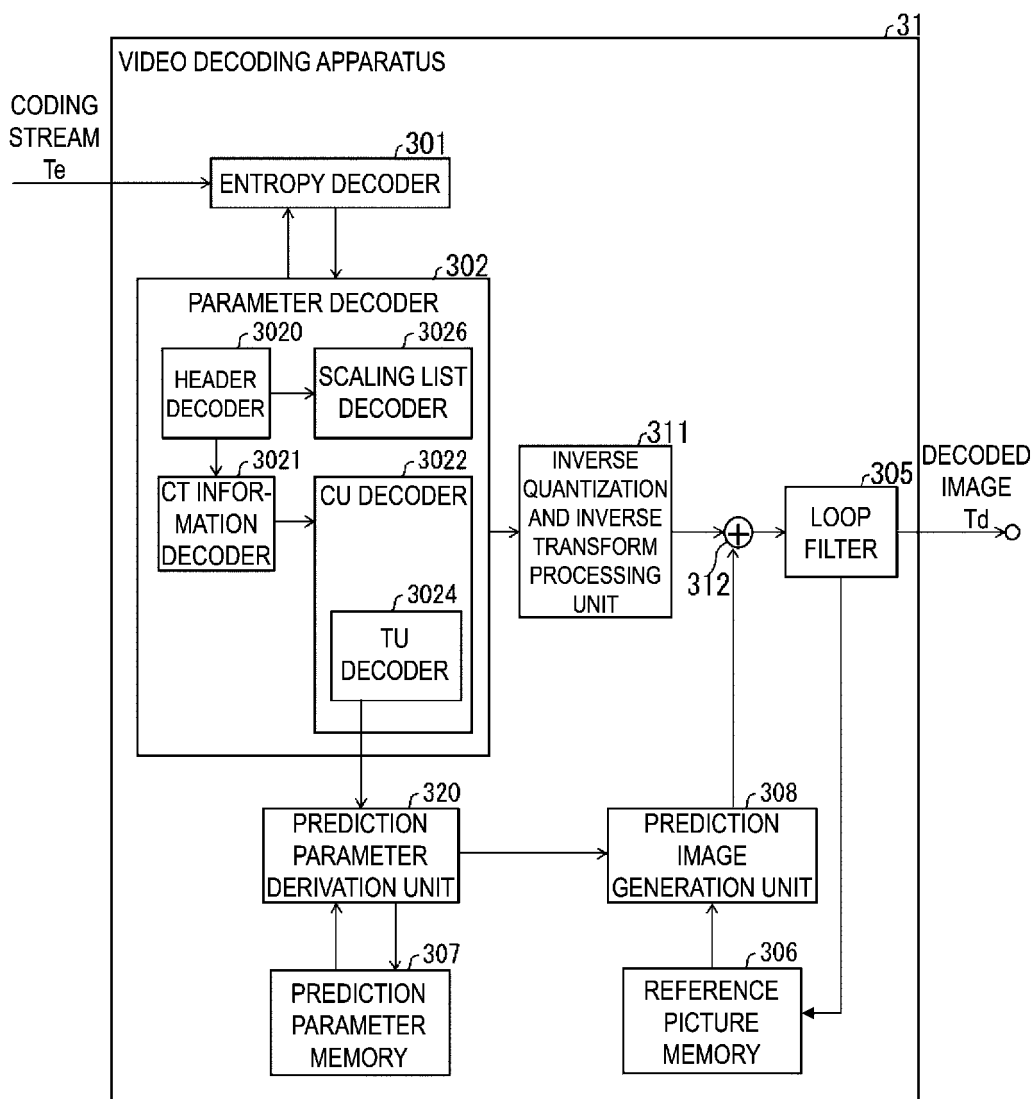 31
VIDEO DECODING APPARATUS
CODING
STREAM
Te
301
ENTROPY DECODER
302
PARAMETER DECODER
3020
HEADER
DECODER
3026
SCALING LIST
DECODER
3021
CT INFOR-
MATION
DECODER
3022
CU DECODER
3024
TU
DECODER
311
INVERSE
QUANTIZATION
AND INVERSE
TRANSFORM
PROCESSING
UNIT
312
305
LOOP
FILTER
DECODED
IMAGE
Td
320
PREDICTION
PARAMETER
DERIVATION UNIT
308
PREDICTION
IMAGE
GENERATION UNIT
307
PREDICTION
PARAMETER
MEMORY
306
REFERENCE
PICTURE
MEMORY